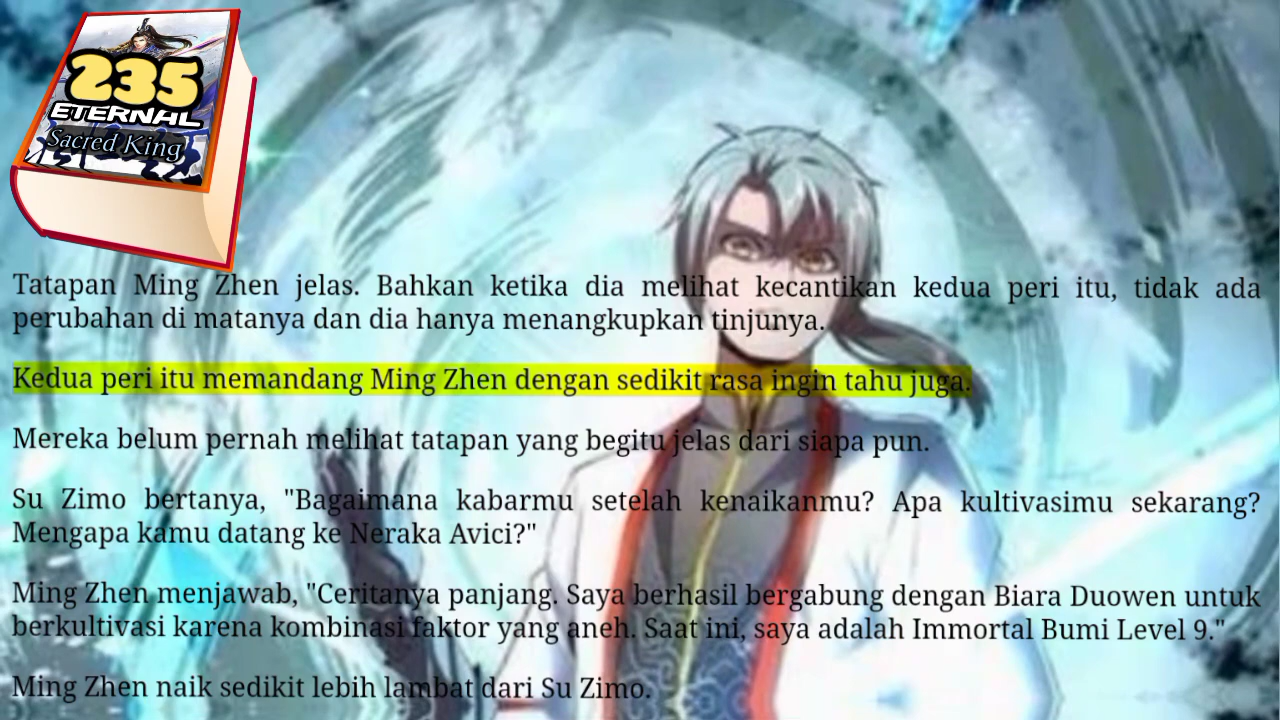 235
ETERNAL
Sacred King
Tatapan Ming Zhen jelas. Bahkan ketika dia melihat kecantikan kedua peri itu, tidak ada
perubahan di matanya dan dia hanya menangkupkan tinjunya.
Kedua peri itu memandang Ming Zhen dengan sedikit rasa ingin tahu juga.
Mereka belum pernah melihat tatapan yang begitu jelas dari siapa pun.
Su Zimo bertanya, "Bagaimana kabarmu setelah kenaikanmu? Apa kultivasimu sekarang?
Mengapa kamu datang ke Neraka Avici?"
Ming Zhen menjawab, "Ceritanya panjang. Saya berhasil bergabung dengan Biara Duowen untuk
berkultivasi karena kombinasi faktor yang aneh. Saat ini, saya adalah Immortal Bumi Level 9."
Ming Zhen naik sedikit lebih lambat dari Su Zimo.